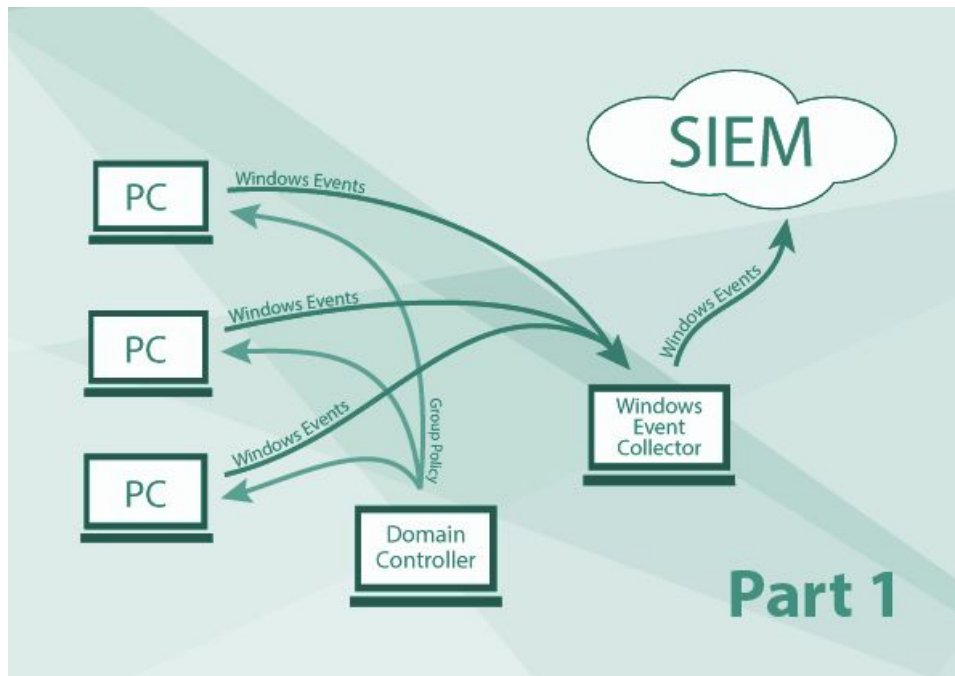 SIEM
PC
Windows Events
PC
Windows Events
PC
Windows Events
Group Policy
Domain
Controller
Windows
Event
Collector
Windows Events
Part 1